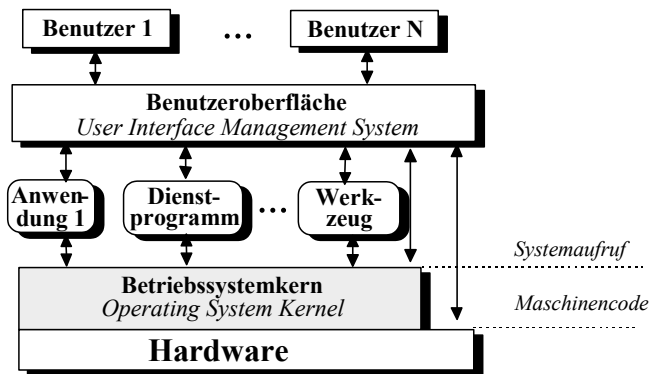 Benutzer 1 ... Benutzer N
Benutzeroberfläche
User Interface Management System
Anwen-
dung 1
Dienst-
programm
...
Werk-
zeug
Systemaufruf
Betriebssystemkern
Operating System Kernel
Maschinencode
Hardware